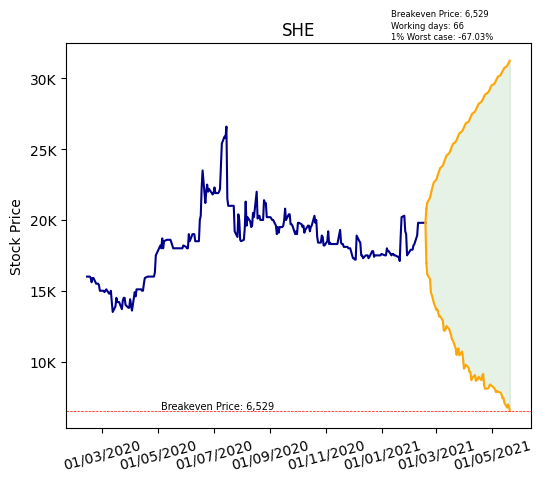 Breakeven Price: 6,529
Working days: 66
1% Worst case: -67.03%
SHE
Stock Price
30K
25K
20K
15K
10K
Breakeven Price: 6,529
01/03/2020
01/05/2020
01/07/2020
01/09/2020
01/11/2020
01/01/2021
01/03/2021
01/05/2021